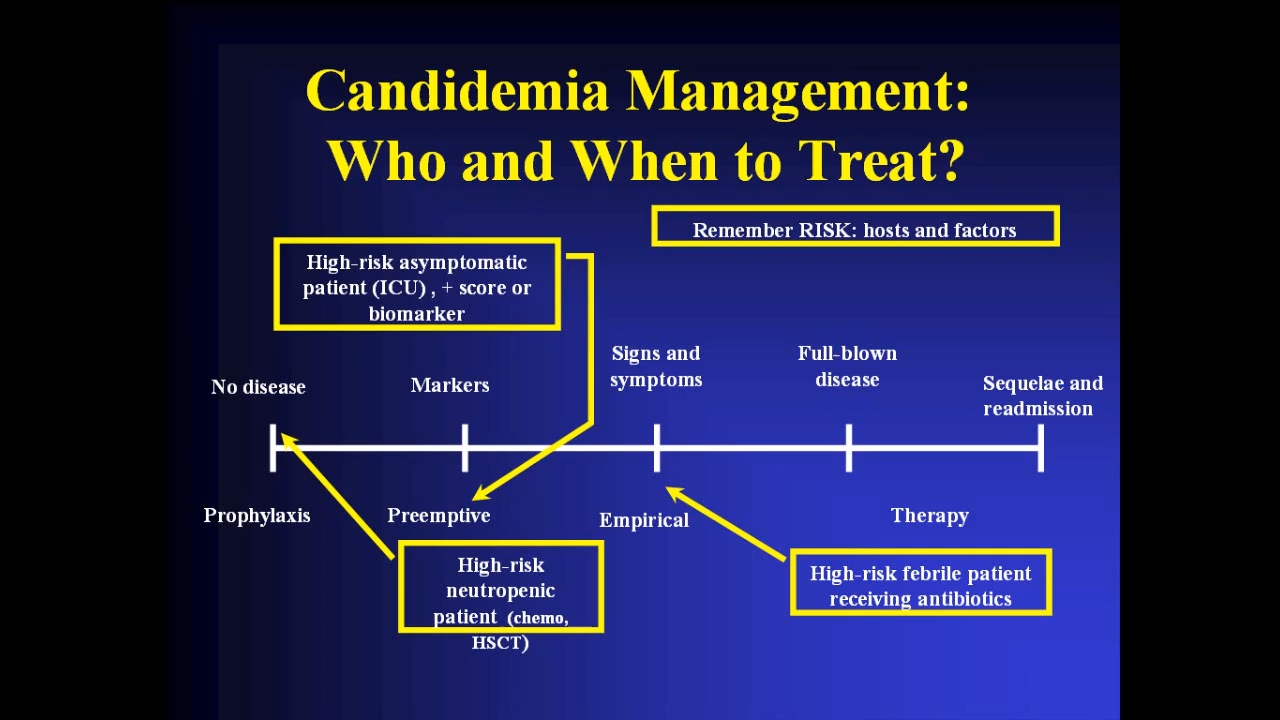 Candidemia Management:
Who and When to Treat?
Remember RISK: hosts and factors
High-risk asymptomatic
patient (ICU) , + score or
biomarker
No disease
Markers
Signs and
symptoms
Full-blown
disease
Sequelae and
readmission
Prophylaxis
Preemptive
Empirical
Therapy
High-risk
neutropenic
patient (chemo,
HSCT)
High-risk febrile patient
receiving antibiotics